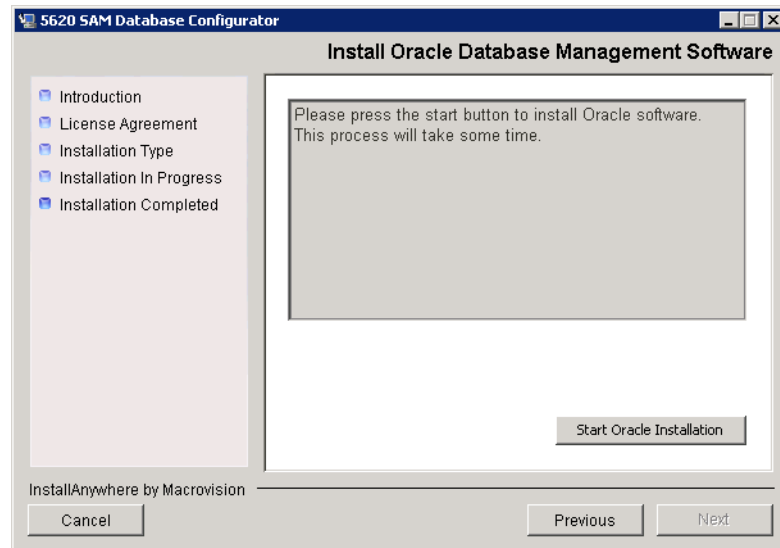 5620 SAM Database Configurator
Install Oracle Database Management Software
Introduction
License Agreement
Installation Type
Installation In Progress
Installation Completed
Please press the start button to install Oracle software.
This process will take some time.
Start Oracle Installation
InstallAnywhere by Macrovision
Cancel
Previous
Next